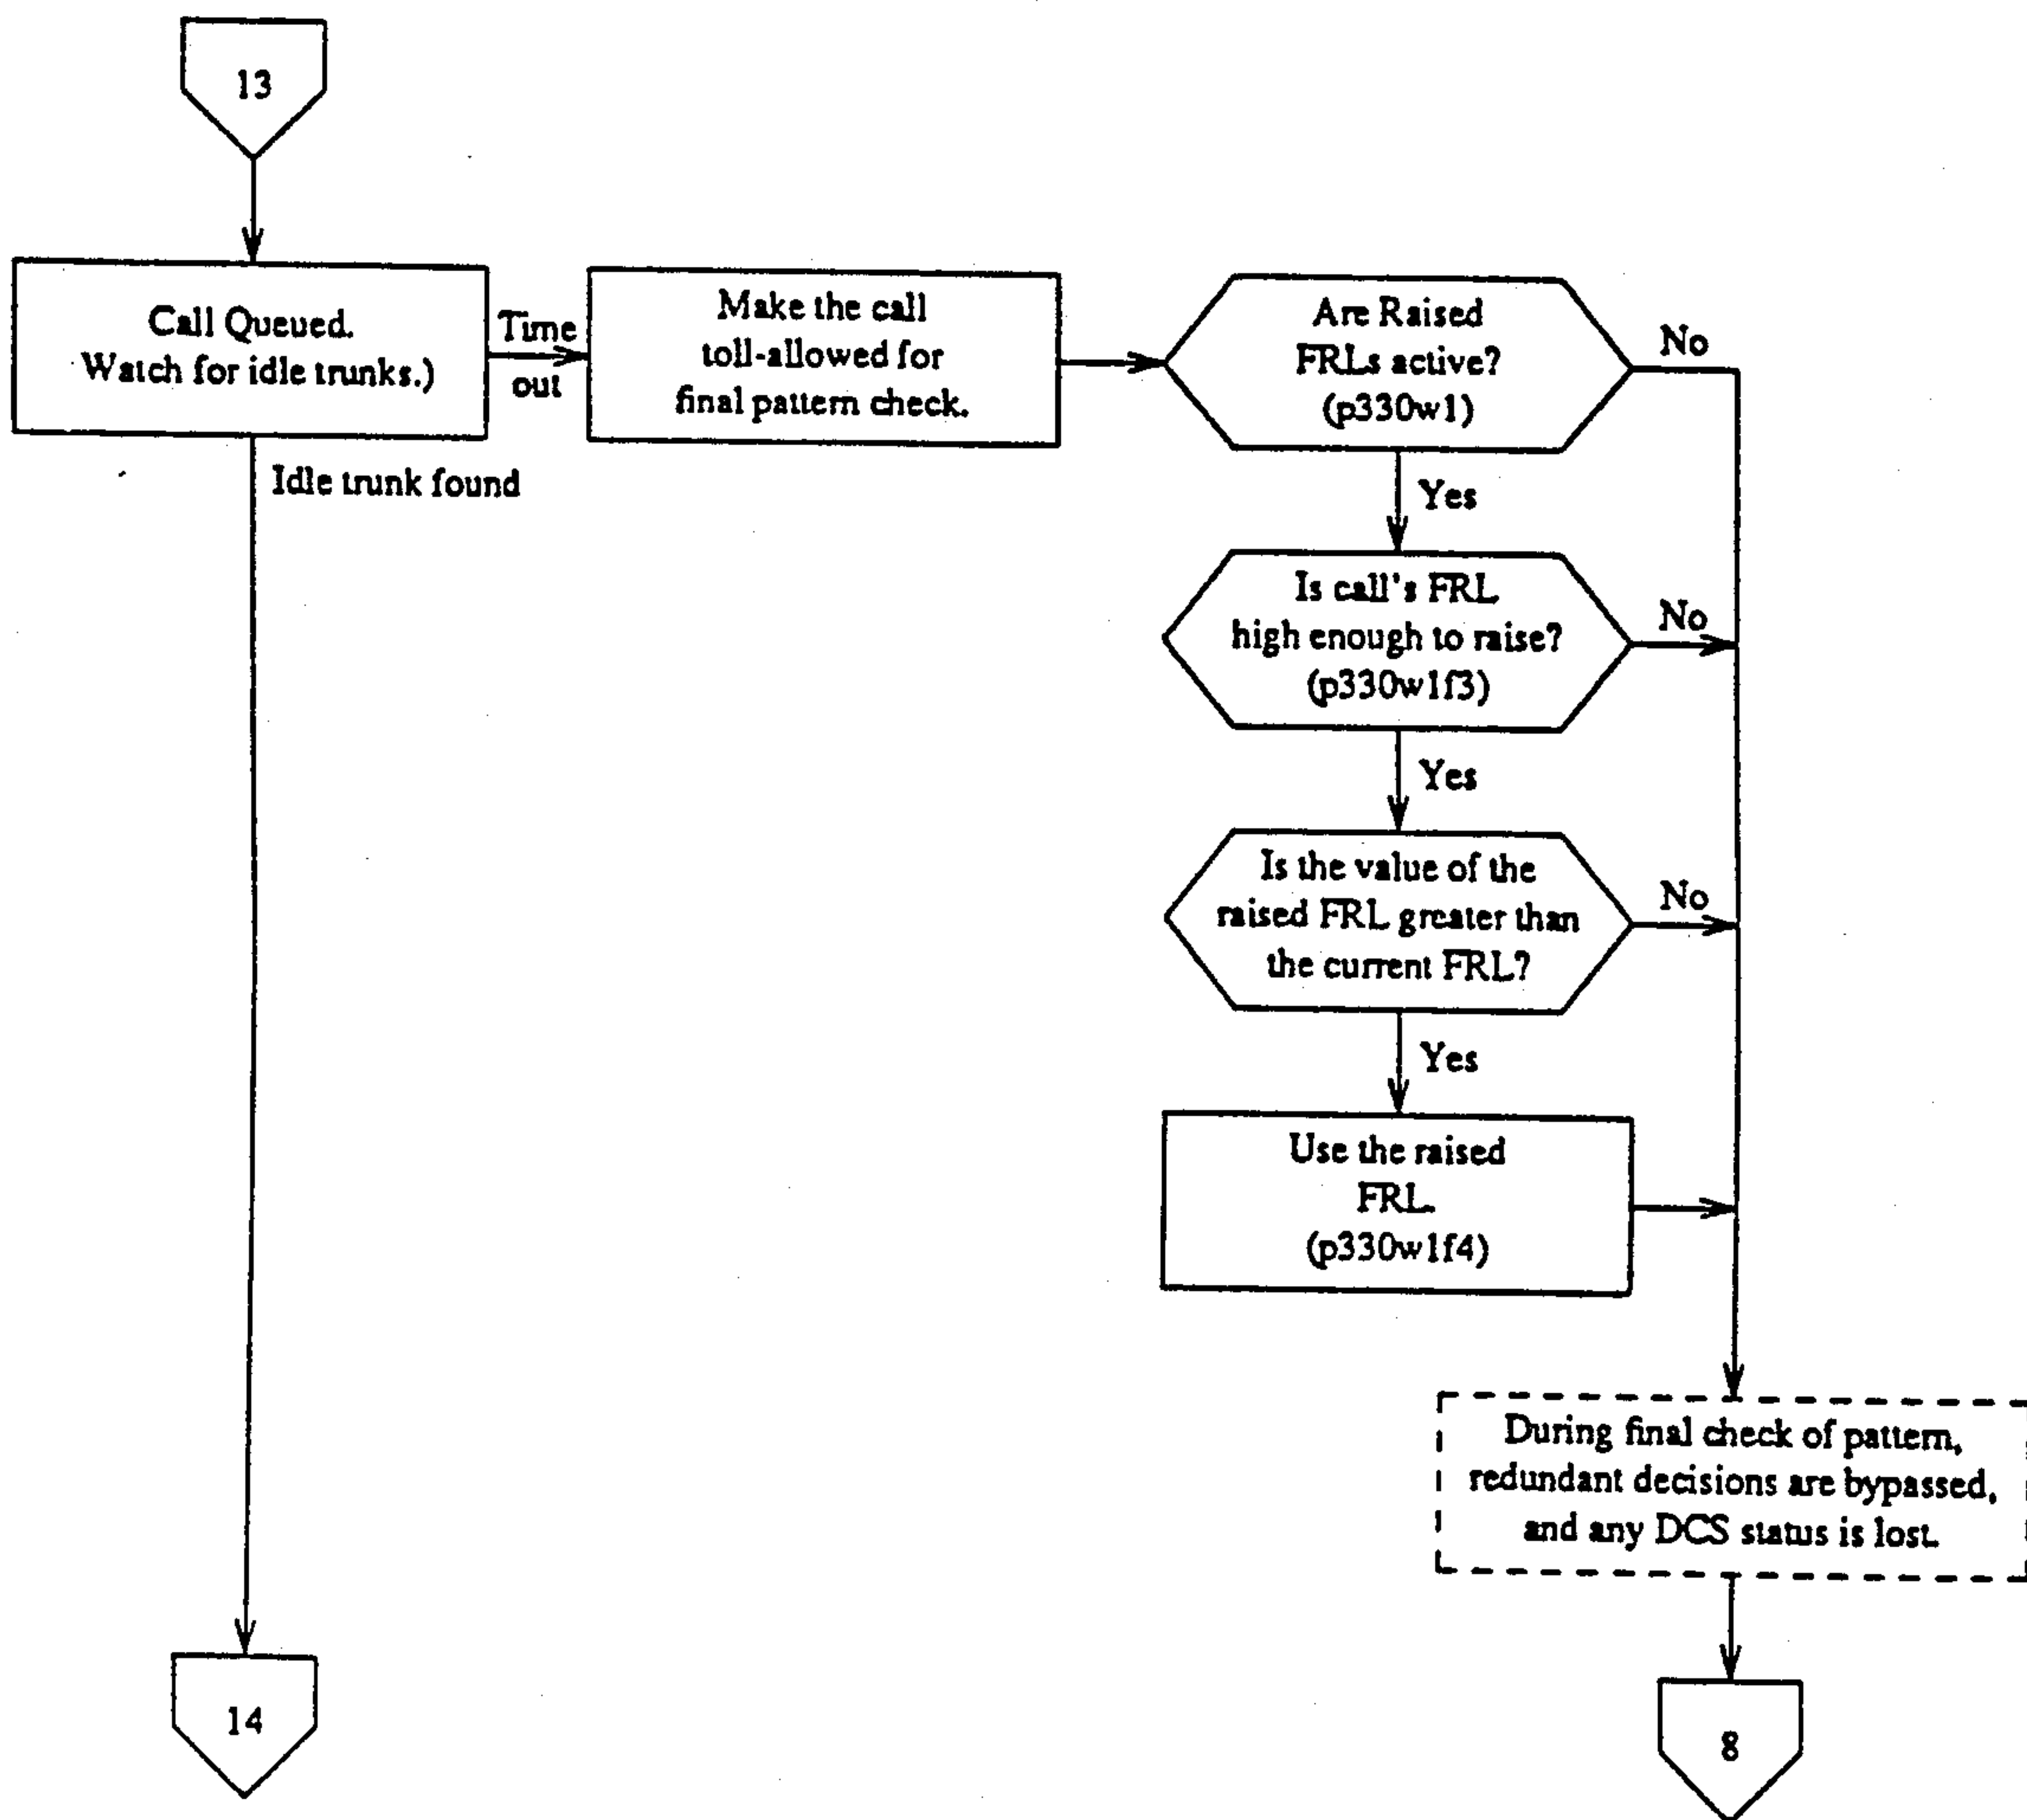 13
Call Queued.
Watch for idle trunks.)
Time
out
Make the call
toll-allowed for
final pattern check.
Are Raised
FRLs active?
(p330w1)
No
Idle trunk found
Yes
Is call's FRL
high enough to raise?
(p330w1f3)
No
Yes
Is the value of the
raised FRL greater than
the current FRL?
No
Yes
Use the raised
FRL.
(p330w1f4)
During final check of pattern,
redundant decisions are bypassed,
and any DCS status is lost.
14
8